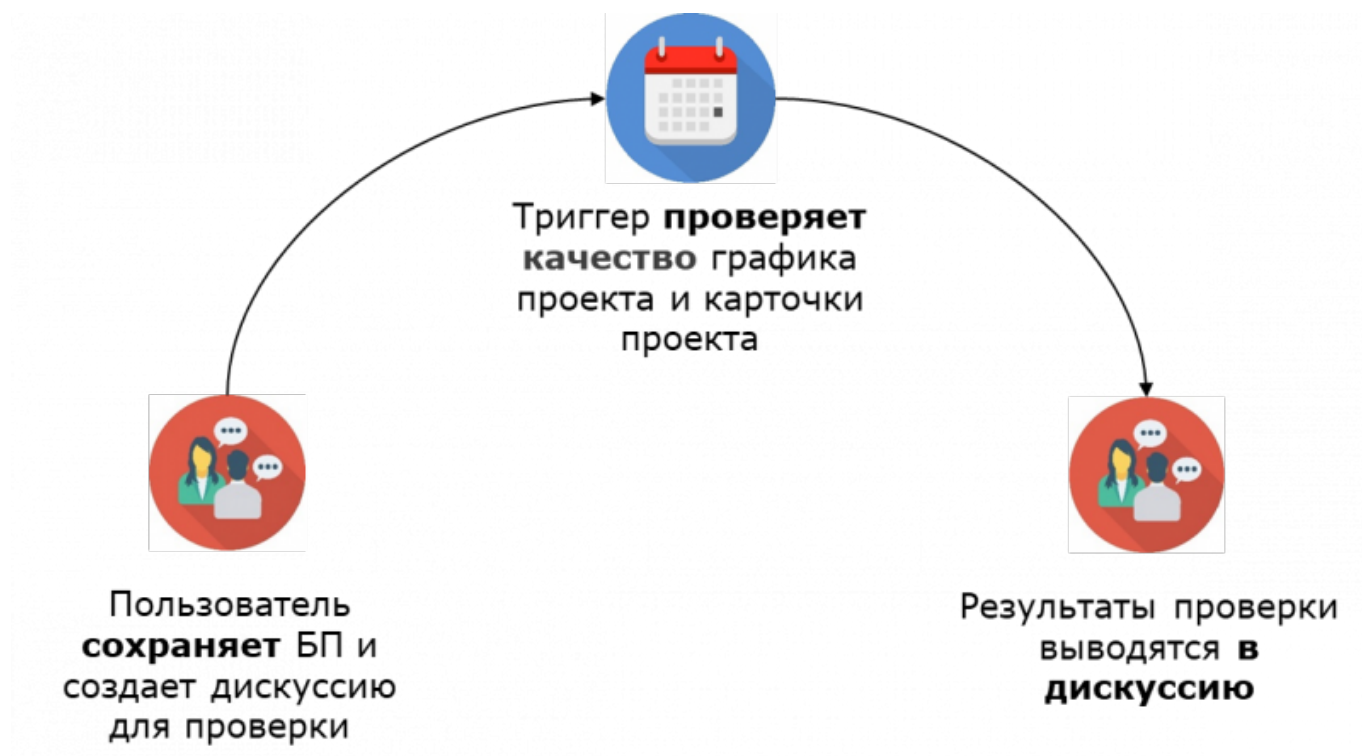 Триггер проверяет
качество графика
проекта и карточки
проекта
Пользователь
сохраняет БП и
создает дискуссию
для проверки
Результаты проверки
выводятся в
дискуссию